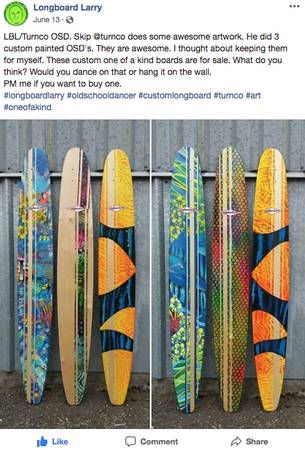 Longboard Larry
June 13 ·
LBL/Turnco OSD. Skip @turnco does some awesome artwork. He did 3
custom painted OSD's. They are awesome. I thought about keeping them
for myself. These custom one of a kind boards are for sale. What do you
think? Would you dance on that or hang it on the wall.
PM me if you want to buy one.
#longboardlarry #oldschooldancer #customlongboard #turnco #art
#oneofakind
Like
Comment
Share